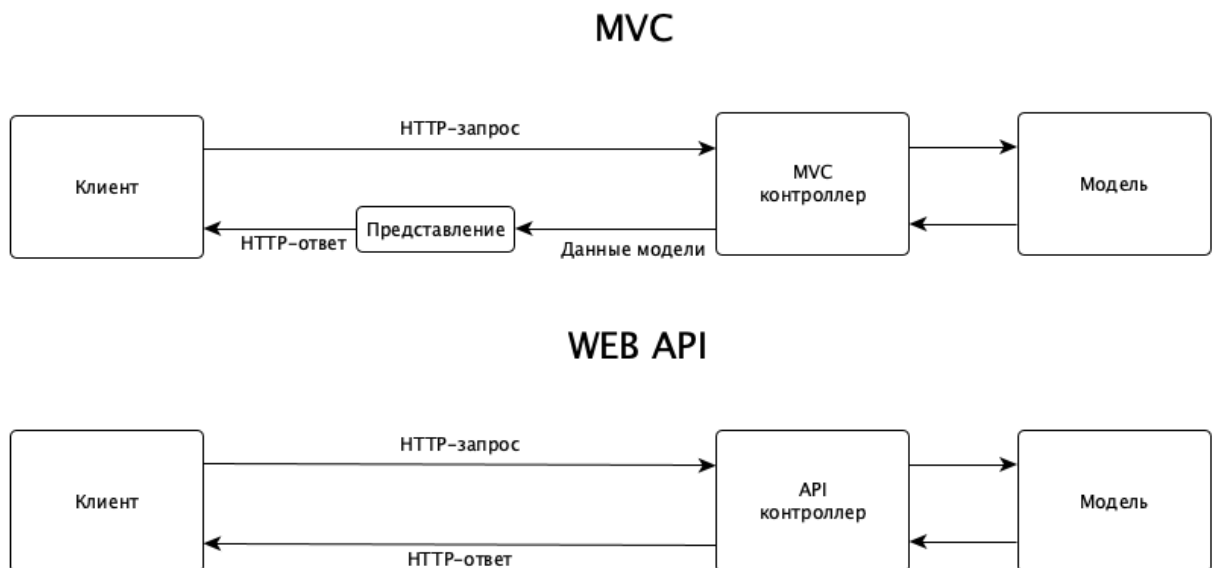 MVC
HTTP-запрос
Клиент
MVC
контроллер
Модель
Представление
HTTP-ответ
Данные модели
WEB API
HTTP-запрос
Клиент
API
контроллер
Модель
HTTP-ответ